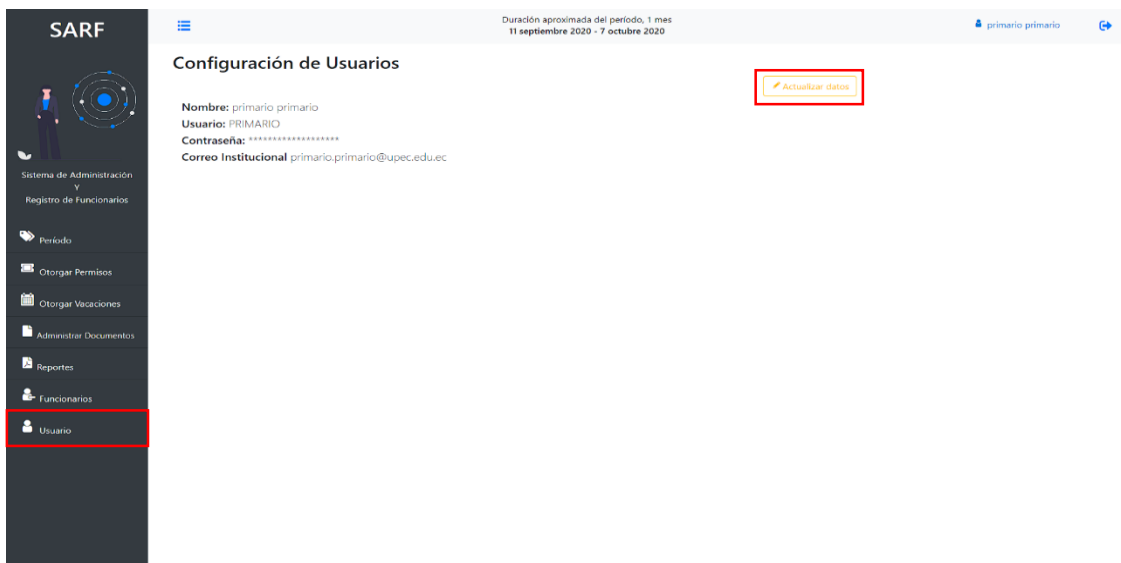 SARF
Sistema de Administración
Y
Registro de Funcionarios
Período
Otorgar Permisos
Otorgar Vacaciones
Administrar Documentos
Reportes
Funcionarios
Usuario
Duración aproximada del período, 1 mes
11 septiembre 2020 - 7 octubre 2020
primario primario
Configuración de Usuarios
Actualizar datos
Nombre: primario primario
Usuario: PRIMARIO
Contraseña: *******************
Correo Institucional primario.primario@upec.edu.ec